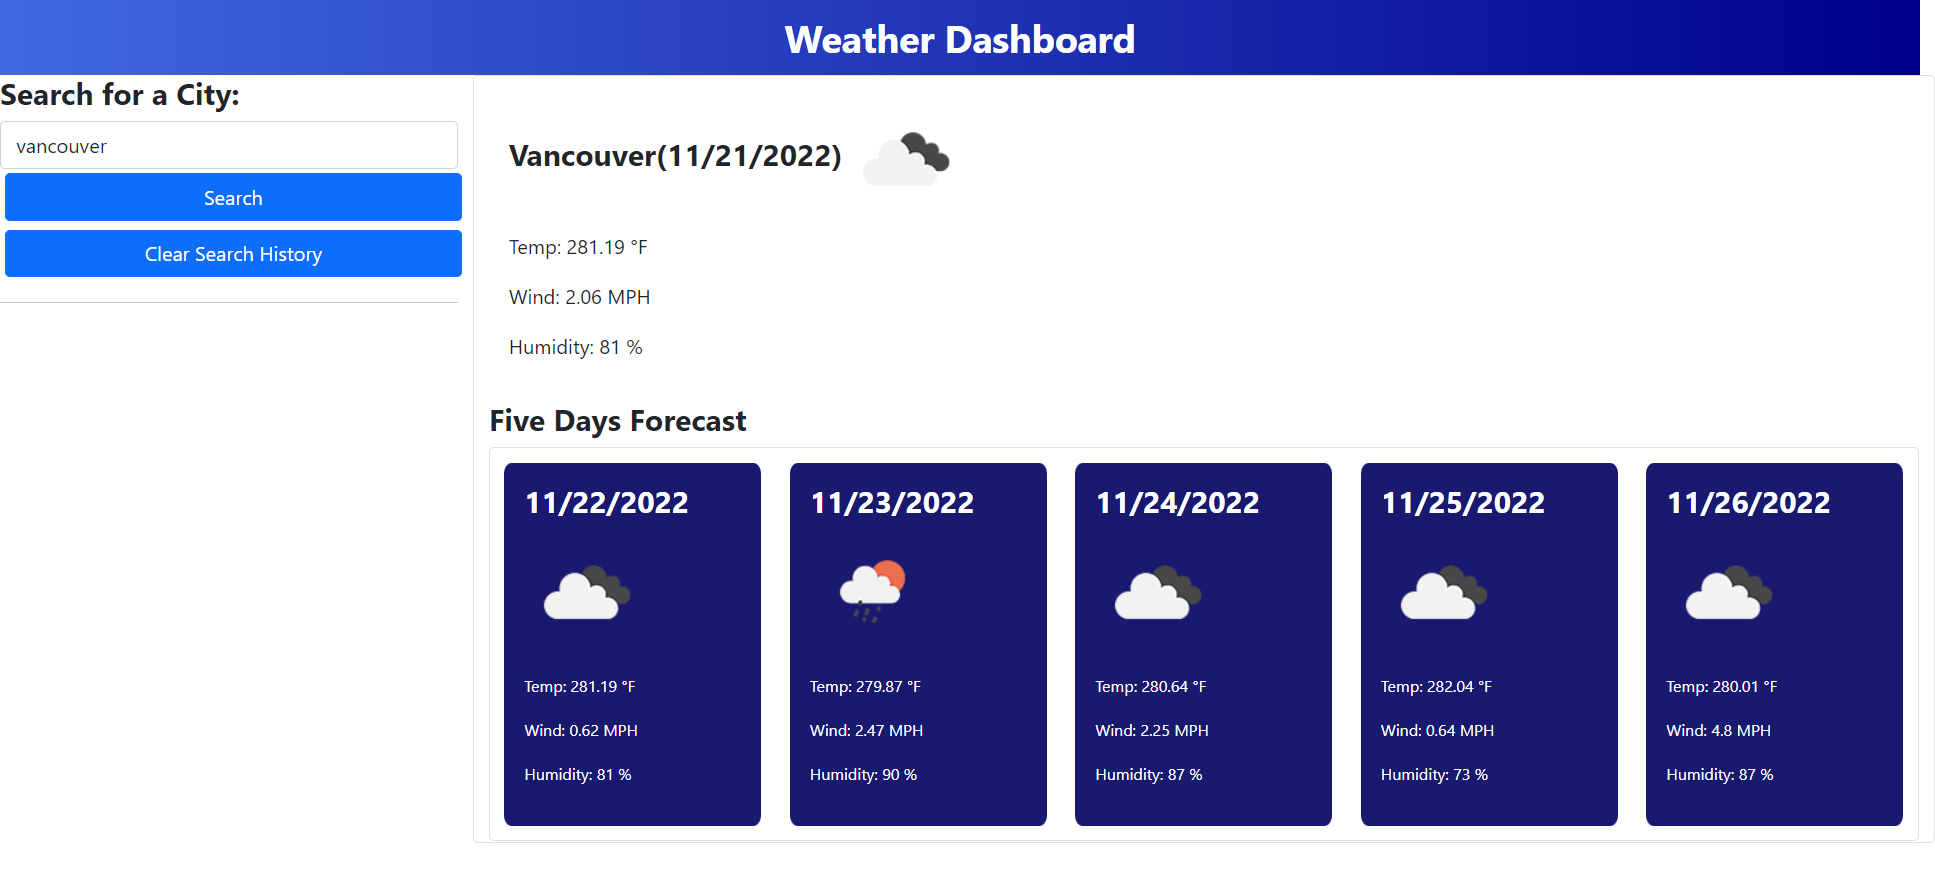 Weather Dashboard
Search for a City:
vancouver
Search
Clear Search History
Vancouver(11/21/2022)
Temp: 281.19 °F
Wind: 2.06 MPH
Humidity: 81 %
Five Days Forecast
11/22/2022
Temp: 281.19 °F
Wind: 0.62 MPH
Humidity: 81 %
11/23/2022
Temp: 279.87 °F
Wind: 2.47 MPH
Humidity: 90 %
11/24/2022
Temp: 280.64 °F
Wind: 2.25 MPH
Humidity: 87 %
11/25/2022
Temp: 282.04 °F
Wind: 0.64 MPH
Humidity: 73 %
11/26/2022
Temp: 280.01 °F
Wind: 4.8 MPH
Humidity: 87 %